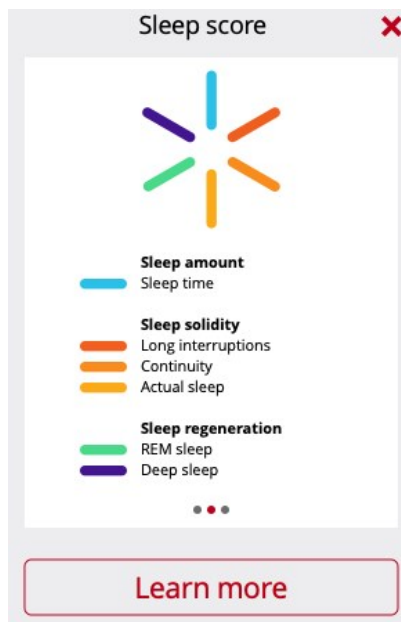 Sleep score
Sleep amount
Sleep time
Sleep solidity
Long interruptions
Continuity
Actual sleep
Sleep regeneration
REM sleep
Deep sleep
Learn more